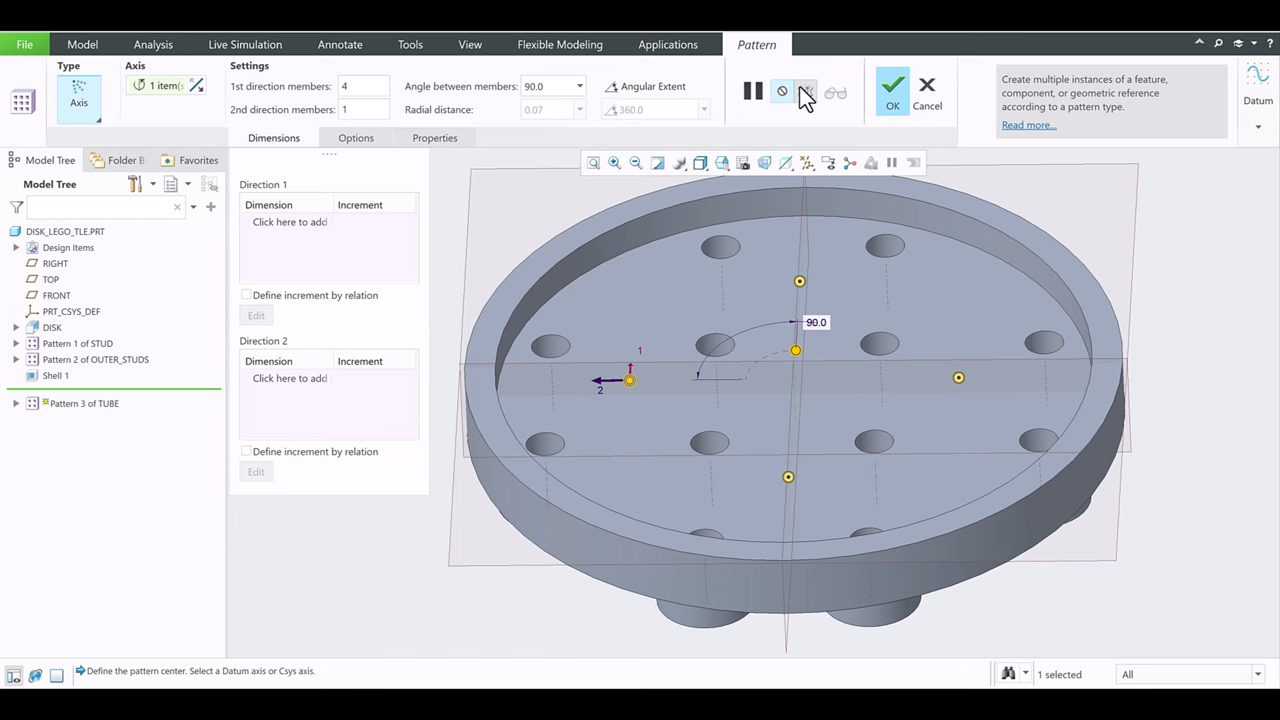 File Model Analysis Live Simulation Annotate Tools View Flexible Modeling Applications Pattern
Type Axis Settings
Axis
1 item(s
1st direction members: 4 Angle between members: 90.0 Angular Extent
2nd direction members: 1 Radial distance: 0.07 360.0
OK Cancel
Create multiple instances of a feature,
component, or geometric reference
according to a pattern type.
Read more...
Datum
Dimensions Options Properties
Model Tree Folder B Favorites
Model Tree
DISK_LEGO_TLE.PRT
Design Items
RIGHT
TOP
FRONT
PRT_CSYS_DEF
DISK
Pattern 1 of STUD
Pattern 2 of OUTER_STUDS
Shell 1
Pattern 3 of TUBE
Direction 1
Dimension Increment
Click here to add
Define increment by relation
Edit
Direction 2
Dimension Increment
Click here to add
Define increment by relation
Edit
90.0
1
2
Define the pattern center. Select a Datum axis or Csys axis.
1 selected All